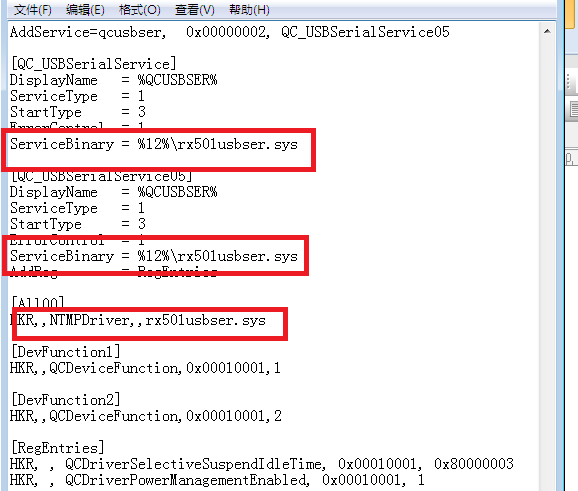 文件(F) 编辑(E) 格式(O) 查看(V) 帮助(H)
AddService=qcusbser, 0x00000002, QC_USBSerialService05
[QC_USBSerialService]
DisplayName = %QCUSBSER%
ServiceType = 1
StartType = 3
ErrorControl = 1
ServiceBinary = %12%\rx501usbser.sys
[QC_USBSerialService05]
DisplayName = %QCUSBSER%
ServiceType = 1
StartType = 3
ErrorControl = 1
ServiceBinary = %12%\rx501usbser.sys
AddReg = RegEntries
[All00]
HKR,,NTMPDriver,,rx501usbser.sys
[DevFunction1]
HKR,,QCDeviceFunction,0x00010001,1
[DevFunction2]
HKR,,QCDeviceFunction,0x00010001,2
[RegEntries]
HKR, , QCDriverSelectiveSuspendIdleTime, 0x00010001, 0x80000003
HKR, , QCDriverPowerManagementEnabled, 0x00010001, 1